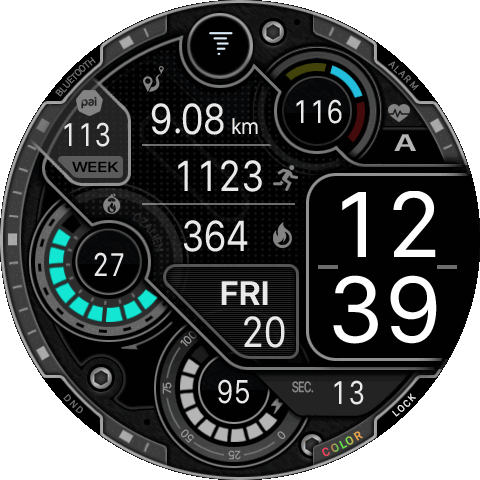 BLUETOOTH
ALARM
pai
113
WEEK
9.08 km
116
A
1123
364
27
12
39
FRI
20
100
75
50
25
0
95
SEC. 13
DND
COLOR
LOCK